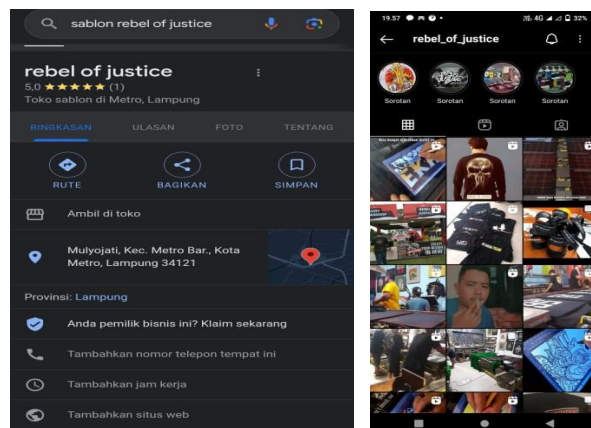 sablon rebel of justice
rebel of justice
5,0 ★★★★★ (1)
Toko sablon di Metro, Lampung
RINGKASAN
ULASAN
FOTO
TENTANG
RUTE
BAGIKAN
SIMPAN
Ambil di toko
Mulyojati, Kec. Metro Bar., Kota
Metro, Lampung 34121
Provinsi: Lampung
Anda pemilik bisnis ini? Klaim sekarang
Tambahkan nomor telepon tempat ini
Tambahkan jam kerja
Tambahkan situs web
19.57
4G
32%
rebel_of_justice
Sorotan
Sorotan
Sorotan
Sorotan